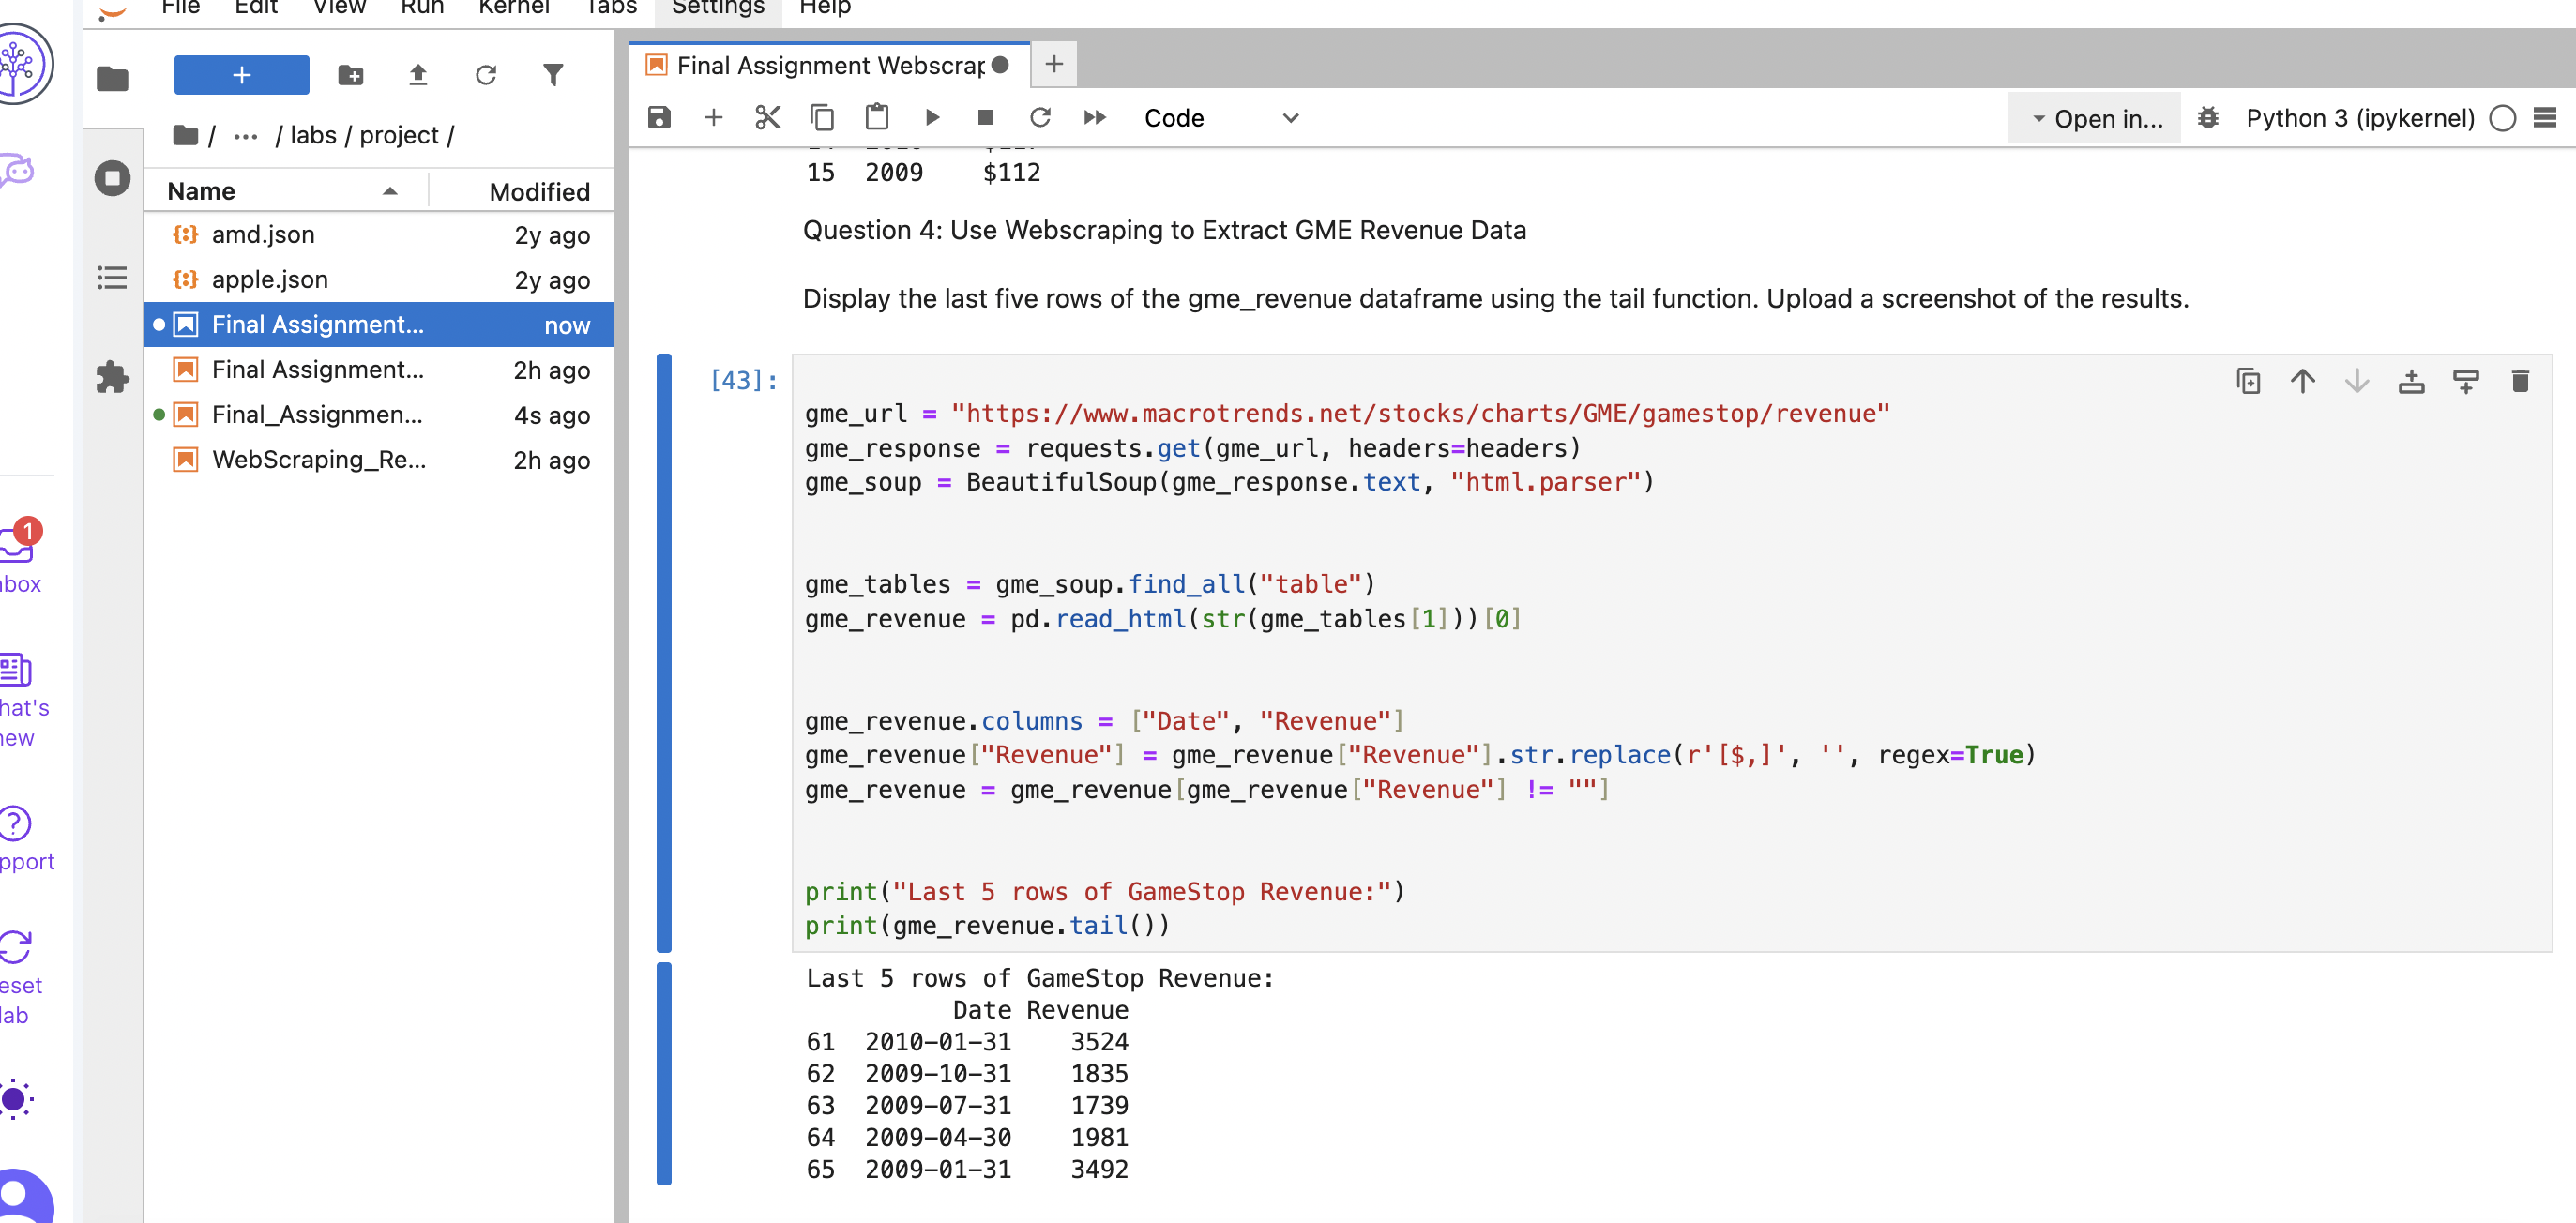 File Edit View Run Kernel Tabs Settings Help
Final Assignment Webscrap
/ ... / labs / project /
Code
Open in...
Python 3 (ipykernel)
Name Modified
amd.json 2y ago
apple.json 2y ago
Final Assignment... now
Final Assignment... 2h ago
Final_Assignmen... 4s ago
WebScraping_Re... 2h ago
1
box
hat's
new
pport
eset
lab
15 2009 $112
Question 4: Use Webscraping to Extract GME Revenue Data
Display the last five rows of the gme_revenue dataframe using the tail function. Upload a screenshot of the results.
[43]:
gme_url = "https://www.macrotrends.net/stocks/charts/GME/gamestop/revenue"
gme_response = requests.get(gme_url, headers=headers)
gme_soup = BeautifulSoup(gme_response.text, "html.parser")
gme_tables = gme_soup.find_all("table")
gme_revenue = pd.read_html(str(gme_tables[1]))[0]
gme_revenue.columns = ["Date", "Revenue"]
gme_revenue["Revenue"] = gme_revenue["Revenue"].str.replace(r'[$,]', '', regex=True)
gme_revenue = gme_revenue[gme_revenue["Revenue"] != ""]
print("Last 5 rows of GameStop Revenue:")
print(gme_revenue.tail())
Last 5 rows of GameStop Revenue:
Date Revenue
61 2010-01-31 3524
62 2009-10-31 1835
63 2009-07-31 1739
64 2009-04-30 1981
65 2009-01-31 3492